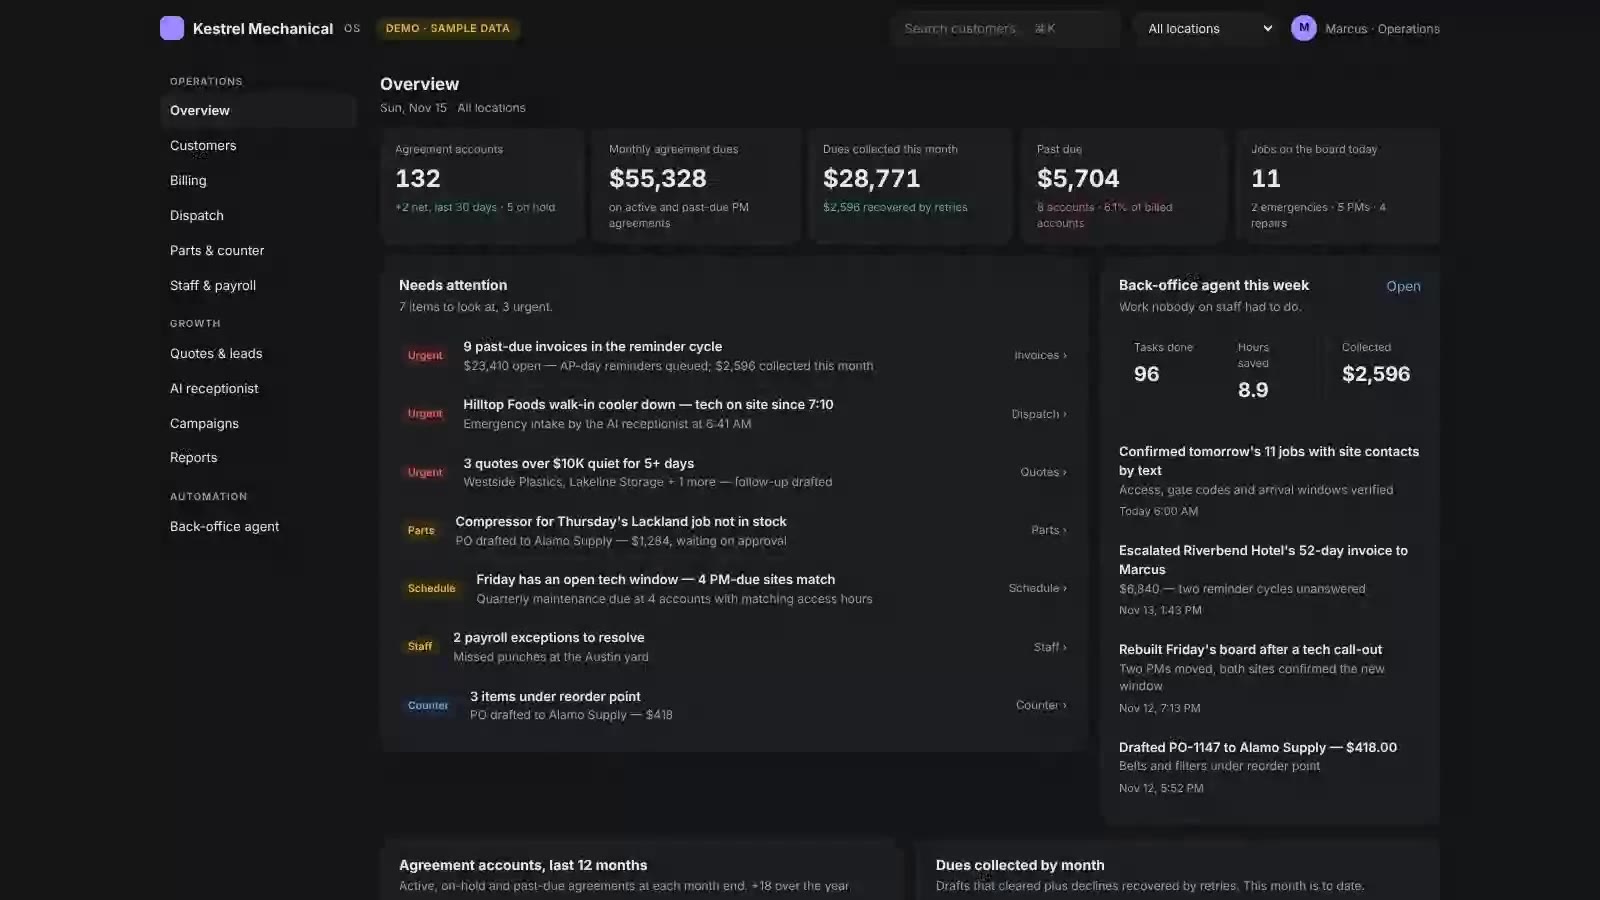 Kestrel Mechanical OS DEMO · SAMPLE DATA
Search customers ⌘K
All locations
M Marcus · Operations
OPERATIONS
Overview
Customers
Billing
Dispatch
Parts & counter
Staff & payroll
GROWTH
Quotes & leads
AI receptionist
Campaigns
Reports
AUTOMATION
Back-office agent
Overview
Sun, Nov 15 · All locations
Agreement accounts
132
+2 net, last 30 days · 5 on hold
Monthly agreement dues
$55,328
on active and past-due PM
agreements
Dues collected this month
$28,771
$2,596 recovered by retries
Past due
$5,704
8 accounts · 6.1% of billed
accounts
Jobs on the board today
11
2 emergencies · 5 PMs · 4
repairs
Needs attention
7 items to look at, 3 urgent.
Urgent
9 past-due invoices in the reminder cycle
$23,410 open — AP-day reminders queued; $2,596 collected this month
Invoices ›
Urgent
Hilltop Foods walk-in cooler down — tech on site since 7:10
Emergency intake by the AI receptionist at 6:41 AM
Dispatch ›
Urgent
3 quotes over $10K quiet for 5+ days
Westside Plastics, Lakeline Storage + 1 more — follow-up drafted
Quotes ›
Parts
Compressor for Thursday's Lackland job not in stock
PO drafted to Alamo Supply — $1,284, waiting on approval
Parts ›
Schedule
Friday has an open tech window — 4 PM-due sites match
Quarterly maintenance due at 4 accounts with matching access hours
Schedule ›
Staff
2 payroll exceptions to resolve
Missed punches at the Austin yard
Staff ›
Counter
3 items under reorder point
PO drafted to Alamo Supply — $418
Counter ›
Back-office agent this week
Open
Work nobody on staff had to do.
Tasks done
96
Hours
saved
8.9
Collected
$2,596
Confirmed tomorrow's 11 jobs with site contacts
by text
Access, gate codes and arrival windows verified
Today 6:00 AM
Escalated Riverbend Hotel's 52-day invoice to
Marcus
$6,840 — two reminder cycles unanswered
Nov 13, 1:43 PM
Rebuilt Friday's board after a tech call-out
Two PMs moved, both sites confirmed the new
window
Nov 12, 7:13 PM
Drafted PO-1147 to Alamo Supply — $418.00
Belts and filters under reorder point
Nov 12, 5:52 PM
Agreement accounts, last 12 months
Active, on-hold and past-due agreements at each month end. +18 over the year
Dues collected by month
Drafts that cleared plus declines recovered by retries. This month is to date.